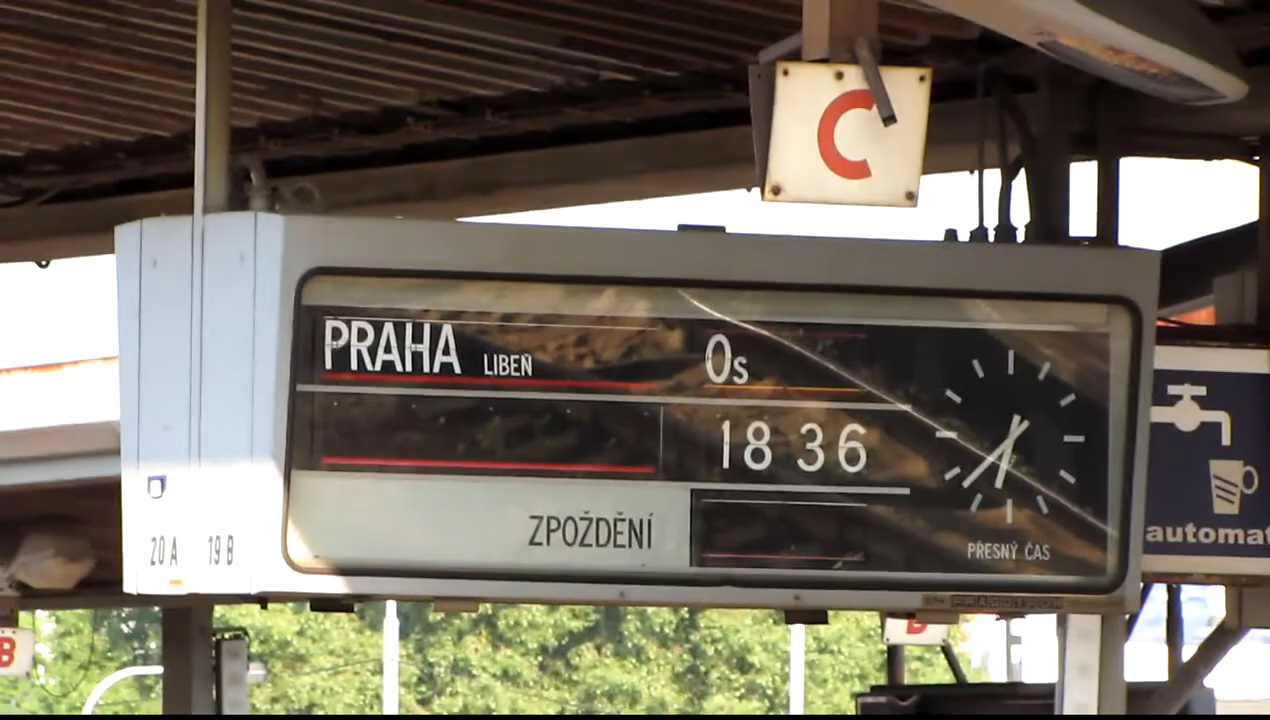 C
PRAHA LIBEŇ
Os
18 36
ZPOŽDĚNÍ
PŘESNÝ ČAS
20 A 19 B
automat
B
B